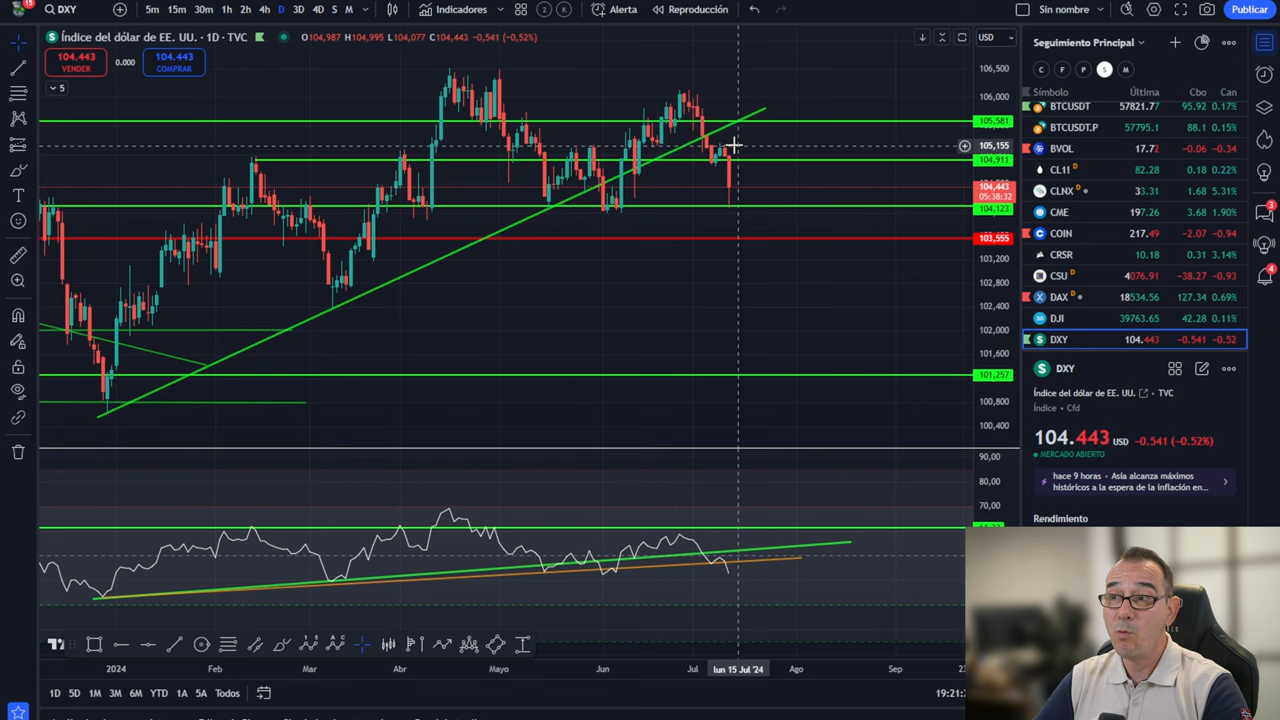 15
DXY
5m 15m 30m 1h 2h 4h D 3D 4D S M
Indicadores
2 K
Alerta
Reproducción
Sin nombre
Publicar
Índice del dólar de EE. UU. · 1D · TVC
O104,987 H104,995 L104,077 C104,443 -0,541 (-0,52%)
USD
104.443
VENDER
0.000
104.443
COMPRAR
5
106,500
106,000
105,581
105,155
104,911
104,443
05:38:32
104,123
103,555
103,200
102,800
102,400
102,000
101,600
101,257
100,800
100,400
90,00
80,00
70,00
2024 Feb Mar Abr Mayo Jun Jul lun 15 Jul '24 Ago Sep
1D 5D 1M 3M 6M YTD 1A 5A Todos
Seguimiento Principal
C F P S M
Símbolo Última Cbo Can
BTCUSDT 57821.77 95.92 0.17%
BTCUSDT.P 57795.1 88.1 0.15%
BVOL 17.72 -0.06 -0.34
CL1! D 82.28 0.18 0.22%
CLNX D 33.31 1.68 5.31%
CME 197.26 3.68 1.90%
COIN 217.49 -2.07 -0.94
CRSR 10.18 0.31 3.14%
CSU D 4076.91 -38.27 -0.93
DAX D 18534.56 127.34 0.69%
DJI 39763.65 42.28 0.11%
DXY 104.443 -0.541 -0.52
DXY
Índice del dólar de EE. UU. · TVC
Índice · Cfd
104.443 USD -0.541 (-0.52%)
MERCADO ABIERTO
hace 9 horas · Asia alcanza máximos
históricos a la espera de la inflación en...
Rendimiento
3
4